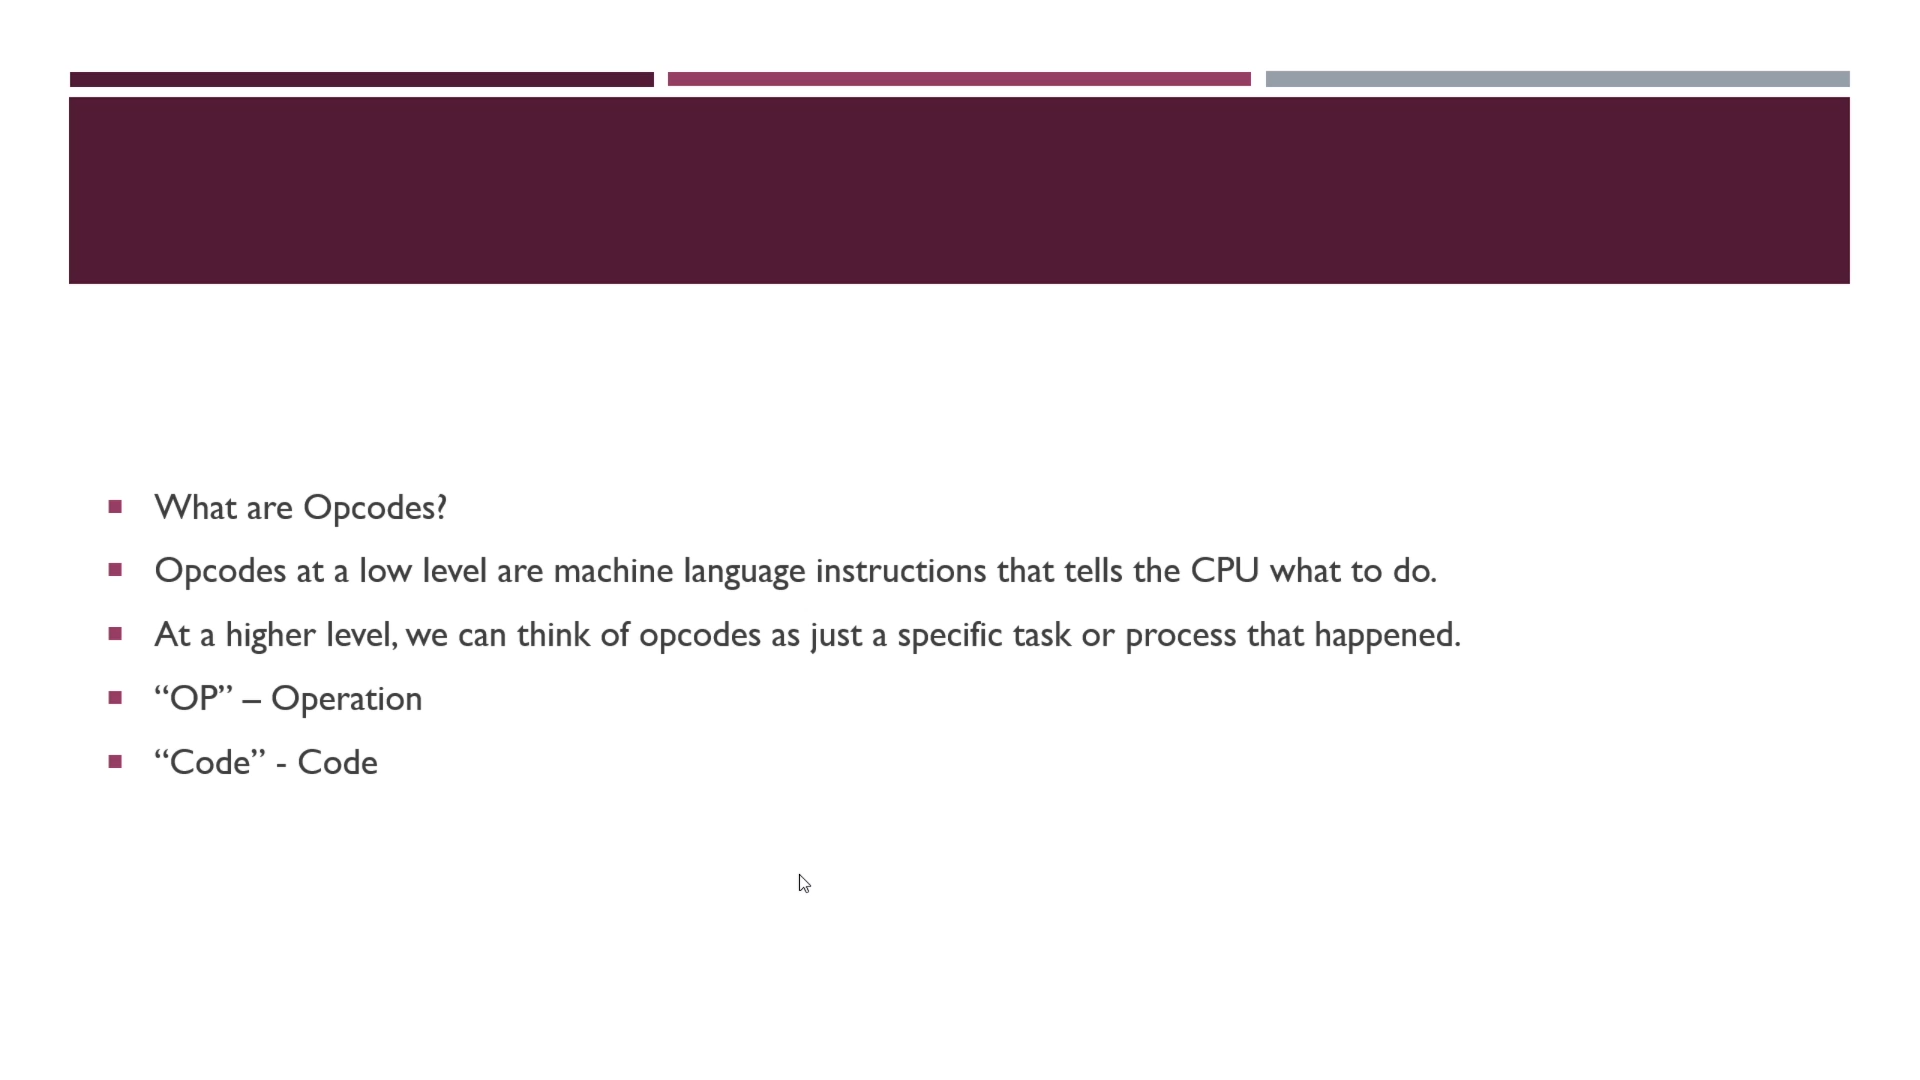 What are Opcodes?
Opcodes at a low level are machine language instructions that tells the CPU what to do.
At a higher level, we can think of opcodes as just a specific task or process that happened.
“OP” – Operation
“Code” - Code